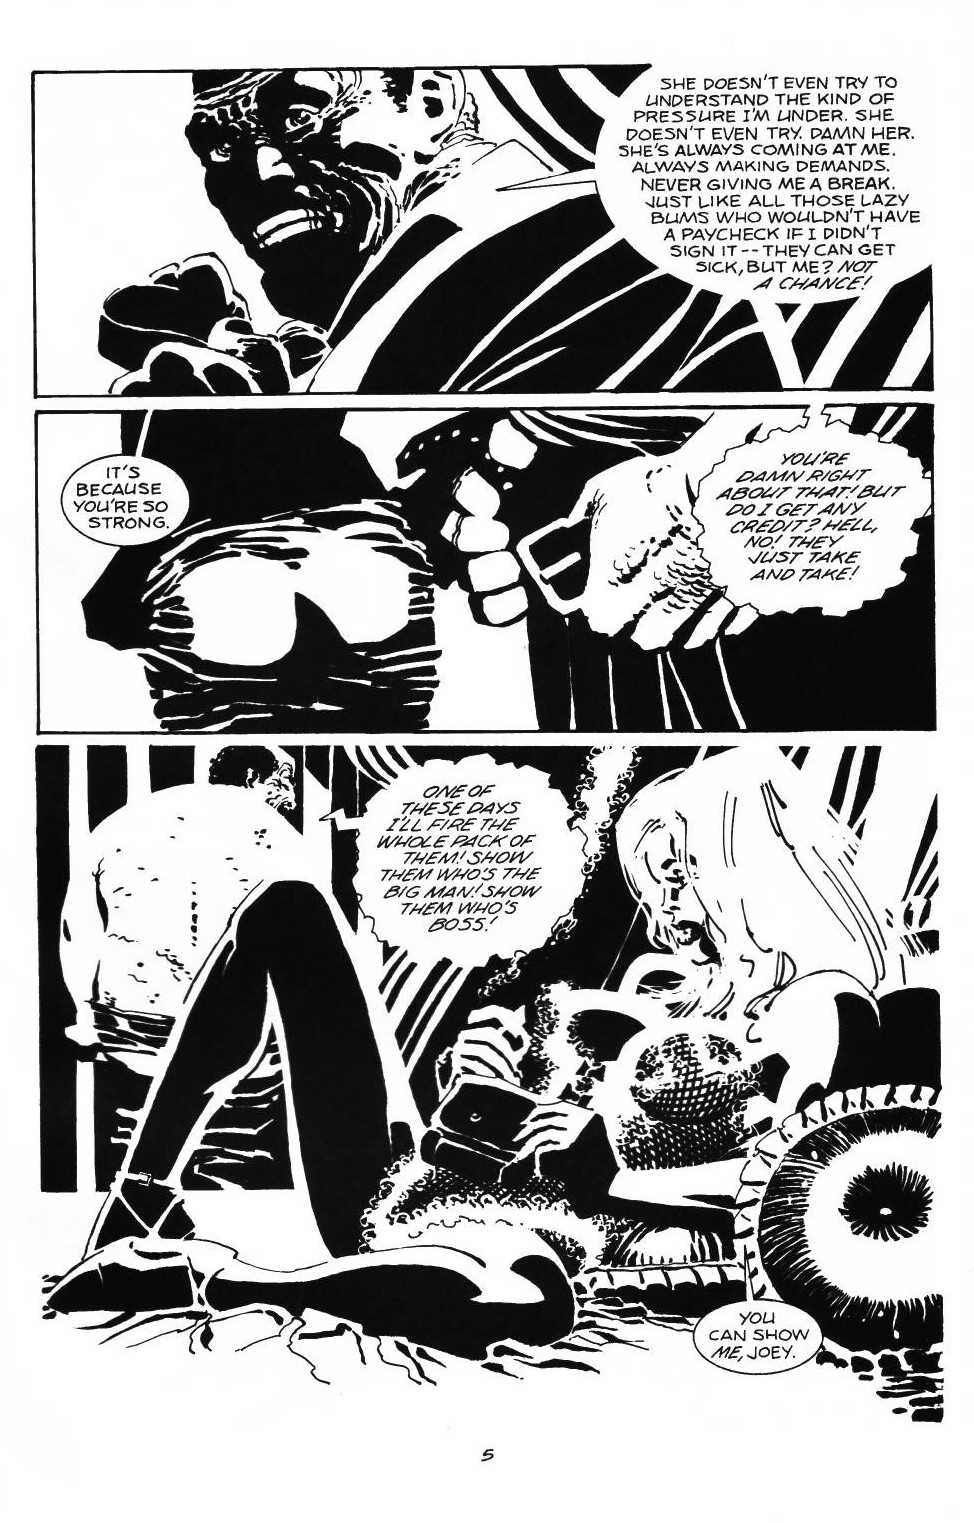 SHE DOESN'T EVEN TRY TO
UNDERSTAND THE KIND OF
PRESSURE I'M UNDER. SHE
DOESN'T EVEN TRY. DAMN HER.
SHE'S ALWAYS COMING AT ME.
ALWAYS MAKING DEMANDS.
NEVER GIVING ME A BREAK.
JUST LIKE ALL THOSE LAZY
BUMS WHO WOULDN'T HAVE
A PAYCHECK IF I DIDN'T
SIGN IT -- THEY CAN GET
SICK, BUT ME? NOT
A CHANCE!
IT'S
BECAUSE
YOU'RE SO
STRONG.
YOU'RE
DAMN RIGHT
ABOUT THAT! BUT
DO I GET ANY
CREDIT? HELL,
NO! THEY
JUST TAKE
AND TAKE!
ONE OF
THESE DAYS
I'LL FIRE THE
WHOLE PACK OF
THEM! SHOW
THEM WHO'S THE
BIG MAN! SHOW
THEM WHO'S
BOSS!
YOU
CAN SHOW
ME, JOEY.
5